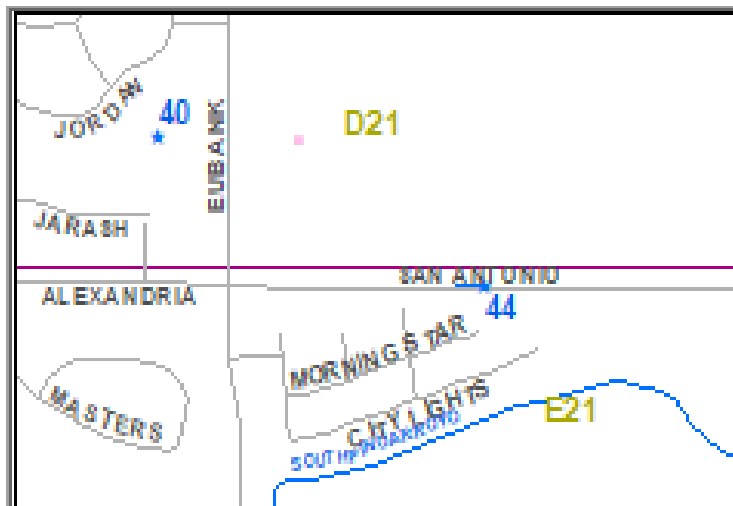 JORDAN
40
EUBANK
D21
JARASH
SAN ANTONIO
ALEXANDRIA
44
MORNING STAR
MASTERS
CITY LIGHTS
E21